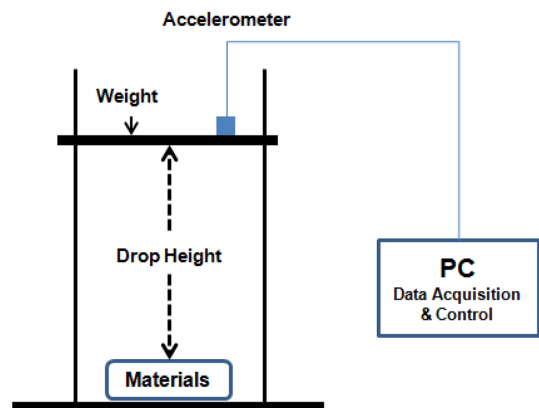 Accelerometer
Weight
Drop Height
PC
Data Acquisition
& Control
Materials